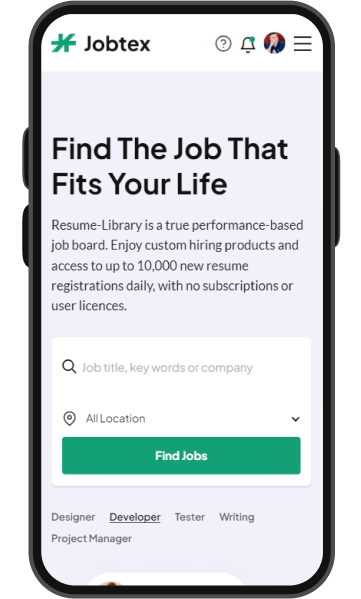 Jobtex
Find The Job That
Fits Your Life
Resume-Library is a true performance-based
job board. Enjoy custom hiring products and
access to up to 10,000 new resume
registrations daily, with no subscriptions or
user licences.
Job title, key words or company
All Location
Find Jobs
Designer Developer Tester Writing
Project Manager